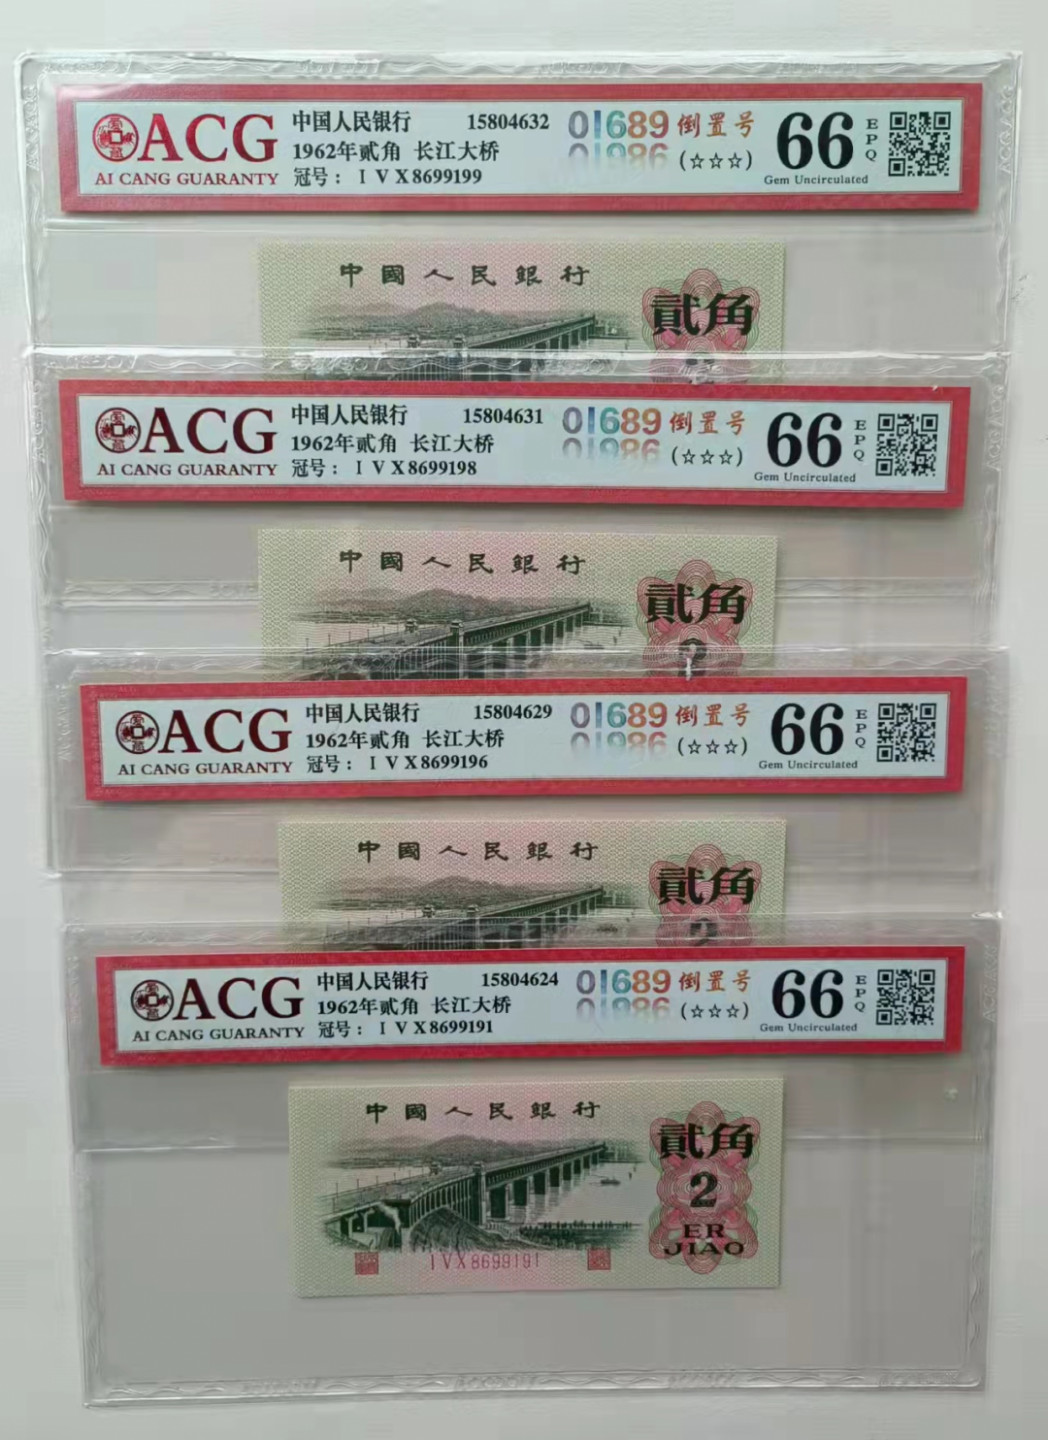 ACG 中国人民银行 15804632 01689 倒置号 66 EPQ
1962年贰角 长江大桥 (☆☆☆)
AI CANG GUARANTY 冠号：ⅠⅤⅩ8699199 Gem Uncirculated
中國人民銀行
貳角
ACG 中国人民银行 15804631 01689 倒置号 66 EPQ
1962年贰角 长江大桥 (☆☆☆)
AI CANG GUARANTY 冠号：ⅠⅤⅩ8699198 Gem Uncirculated
中國人民銀行
貳角
2
ACG 中国人民银行 15804629 01689 倒置号 66 EPQ
1962年贰角 长江大桥 (☆☆☆)
AI CANG GUARANTY 冠号：ⅠⅤⅩ8699196 Gem Uncirculated
中國人民銀行
貳角
2
ACG 中国人民银行 15804624 01689 倒置号 66 EPQ
1962年贰角 长江大桥 (☆☆☆)
AI CANG GUARANTY 冠号：ⅠⅤⅩ8699191 Gem Uncirculated
中國人民銀行
貳角
2
ER
JIAO
ⅠⅤⅩ8699191